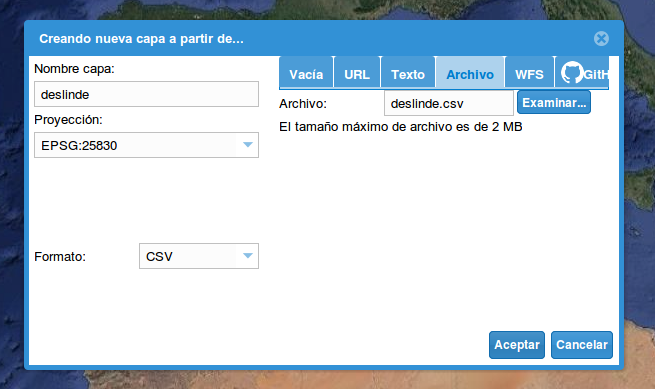 Creando nueva capa a partir de...
Nombre capa:
deslinde
Proyección:
EPSG:25830
Formato:
CSV
Vacía URL Texto Archivo WFS GitH
Archivo: deslinde.csv Examinar...
El tamaño máximo de archivo es de 2 MB
Aceptar Cancelar